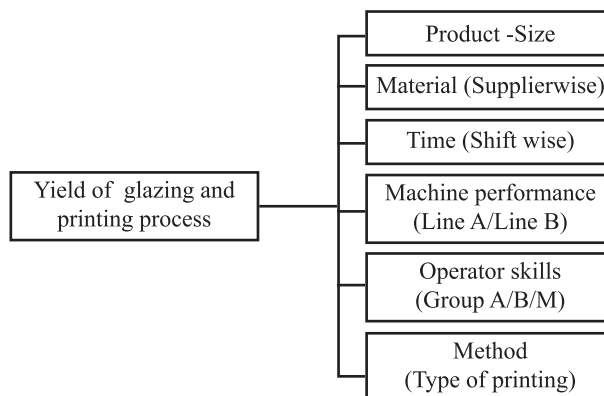 Product -Size
Material (Supplierwise)
Time (Shift wise)
Yield of glazing and
printing process
Machine performance
(Line A/Line B)
Operator skills
(Group A/B/M)
Method
(Type of printing)